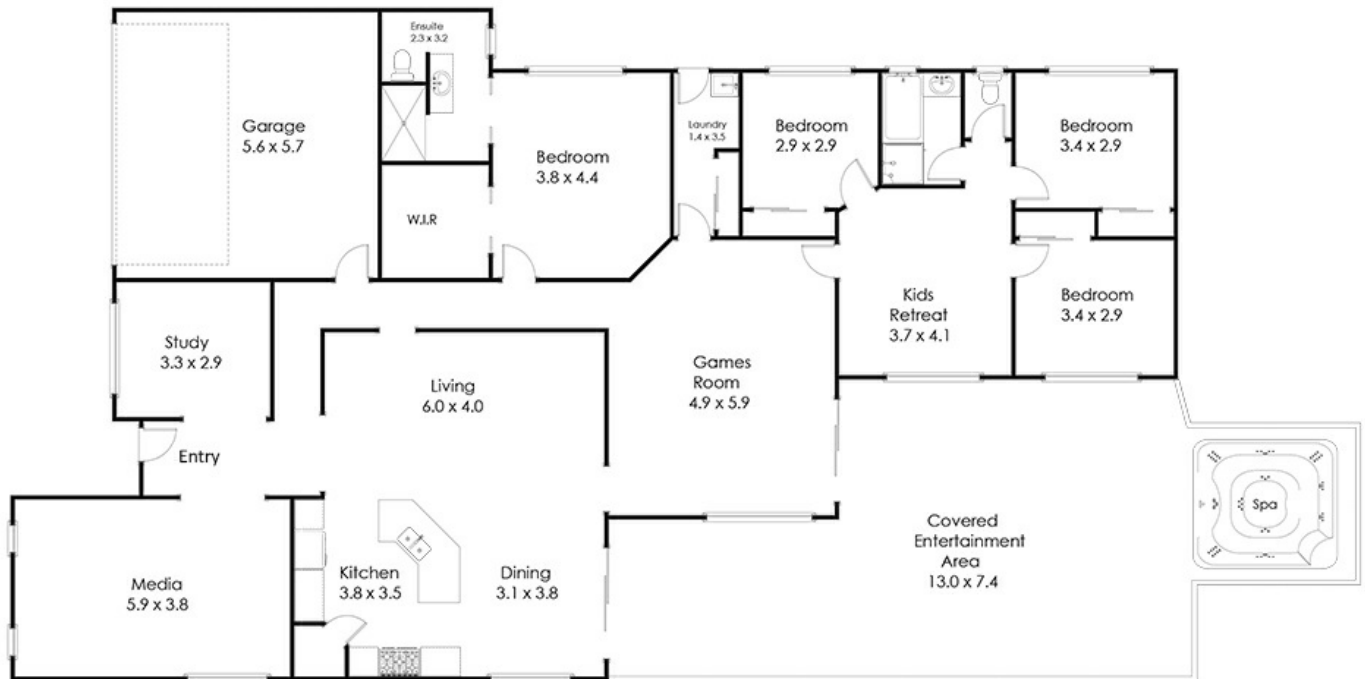 Ensuite
2.3 x 3.2
Garage
5.6 x 5.7
Laundry
1.4 x 3.5
Bedroom
2.9 x 2.9
Bedroom
3.4 x 2.9
Bedroom
3.8 x 4.4
W.I.R
Kids
Retreat
3.7 x 4.1
Bedroom
3.4 x 2.9
Study
3.3 x 2.9
Living
6.0 x 4.0
Games
Room
4.9 x 5.9
Entry
Spa
Covered
Entertainment
Area
13.0 x 7.4
Media
5.9 x 3.8
Kitchen
3.8 x 3.5
Dining
3.1 x 3.8